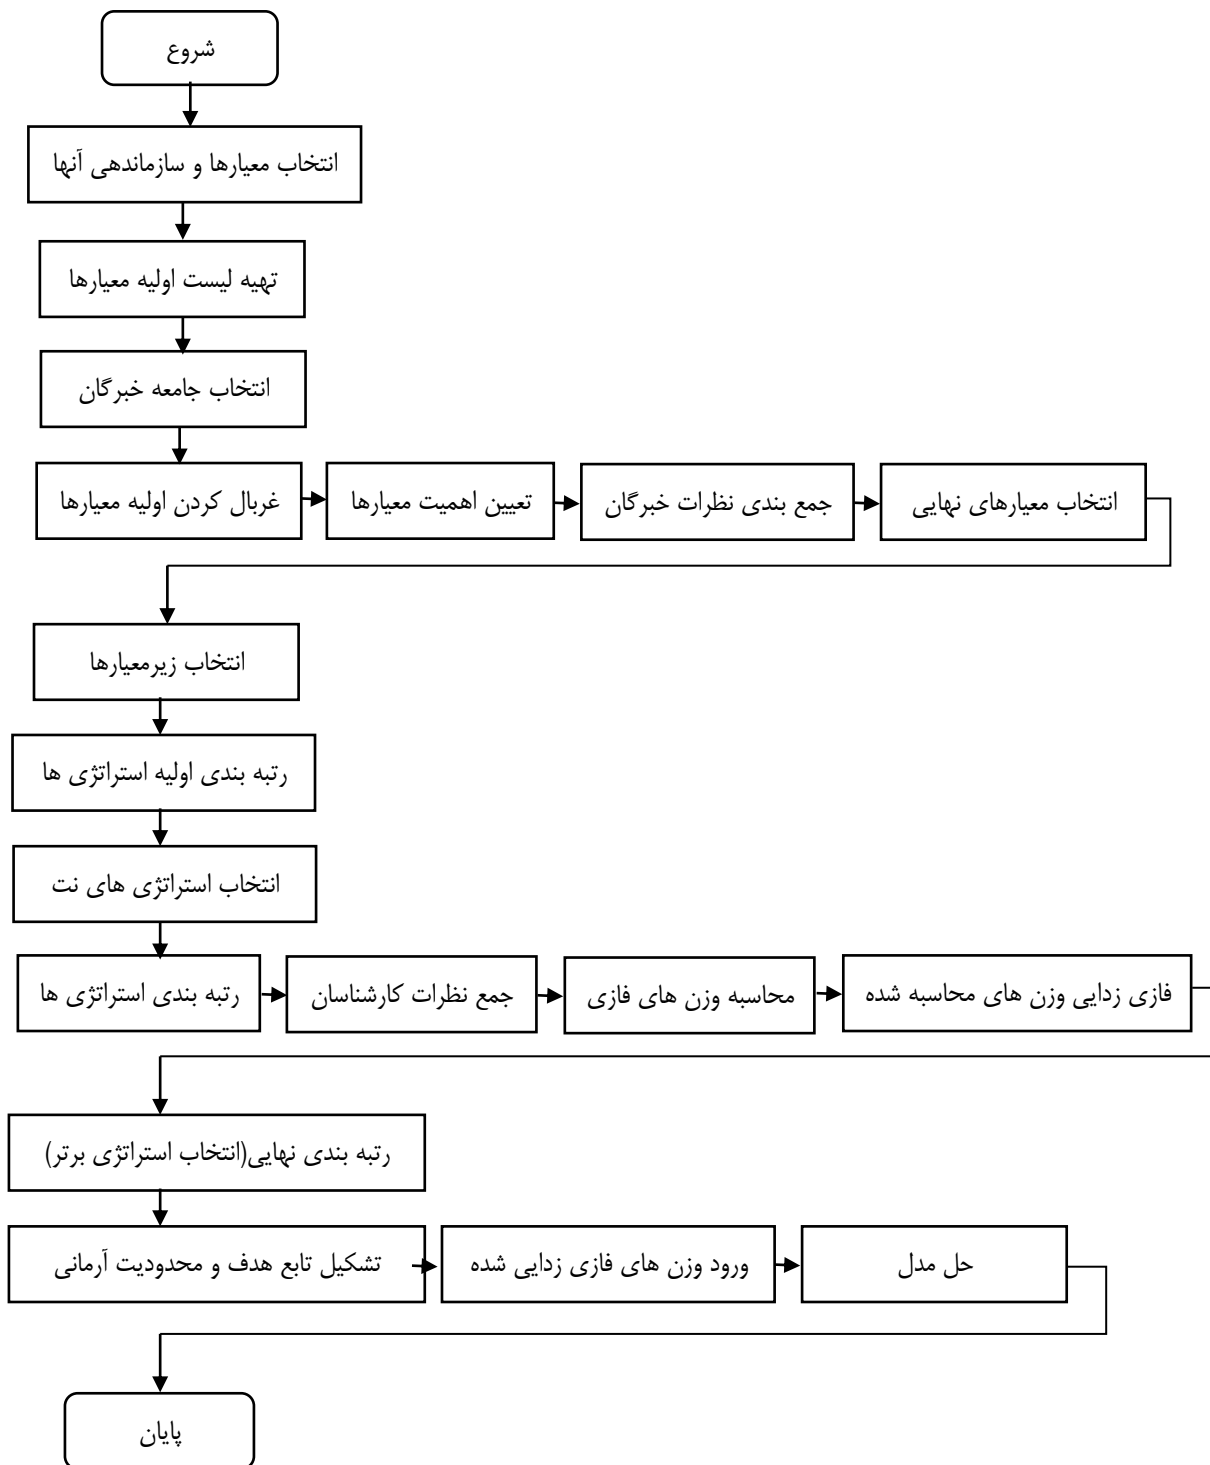 شروع
انتخاب معیارها و سازماندهی آنها
تهیه لیست اولیه معیارها
انتخاب جامعه خبرگان
غربال کردن اولیه معیارها
تعیین اهمیت معیارها
جمع بندی نظرات خبرگان
انتخاب معیارهای نهایی
انتخاب زیرمعیارها
رتبه بندی اولیه استراتژی ها
انتخاب استراتژی های نت
رتبه بندی استراتژی ها
جمع نظرات کارشناسان
محاسبه وزن های فازی
فازی زدایی وزن های محاسبه شده
رتبه بندی نهایی(انتخاب استراتژی برتر)
تشکیل تابع هدف و محدودیت آرمانی
ورود وزن های فازی زدایی شده
حل مدل
پایان